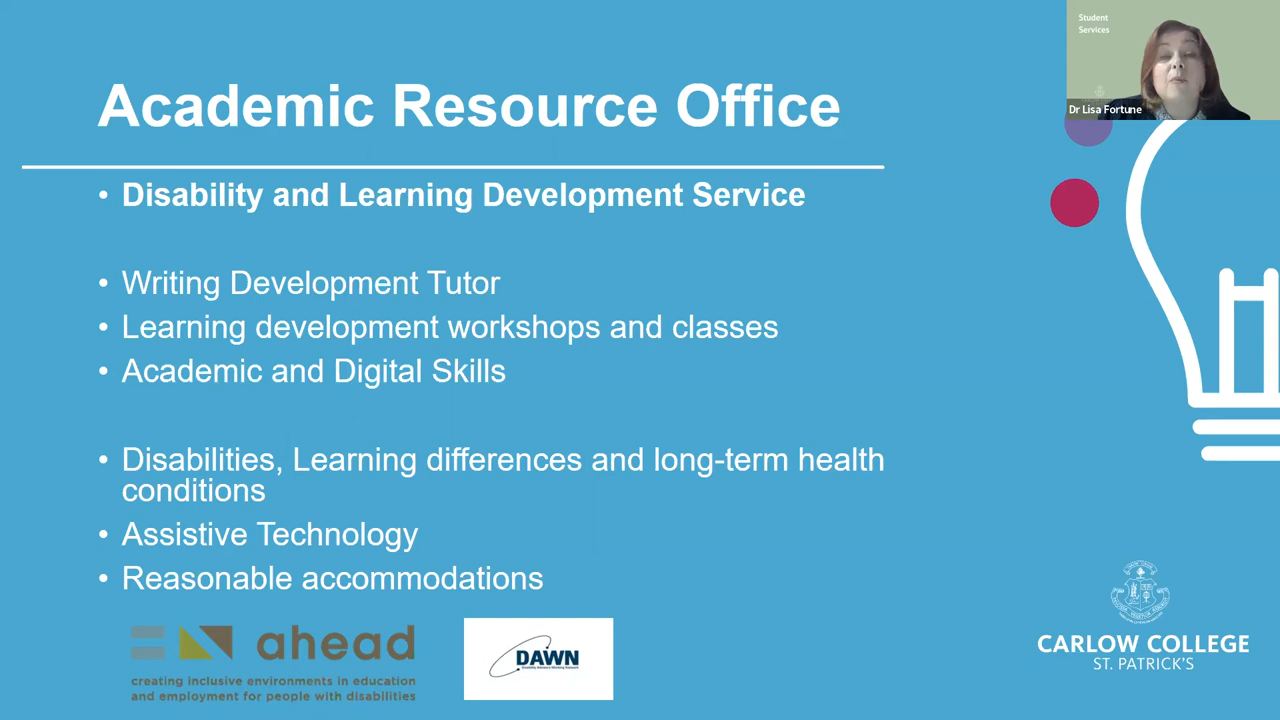 Student
Services
Dr Lisa Fortune
Academic Resource Office
• Disability and Learning Development Service
• Writing Development Tutor
• Learning development workshops and classes
• Academic and Digital Skills
• Disabilities, Learning differences and long-term health
conditions
• Assistive Technology
• Reasonable accommodations
ahead
creating inclusive environments in education
and employment for people with disabilities
DAWN
CARLOW COLLEGE
ST. PATRICK'S